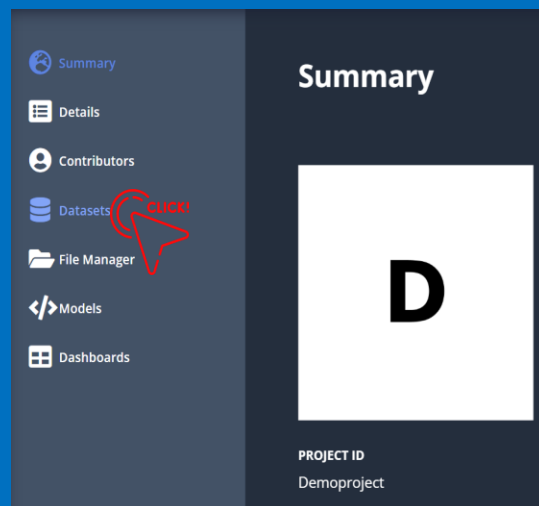 Summary
Details
Contributors
Datasets
CLICK!
File Manager
Models
Dashboards
Summary
D
PROJECT ID
Demoproject